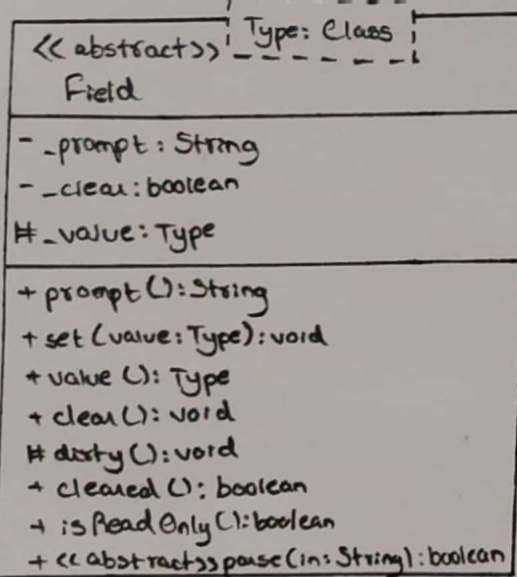 Type: Class
<<abstract>>
Field
- _prompt: String
- _clear: boolean
# _value: Type
+ prompt(): String
+ set(value: Type): void
+ value(): Type
+ clear(): void
# dirty(): void
+ cleared(): boolean
+ isReadOnly(): boolean
+ <<abstract>> parse(in: String): boolean